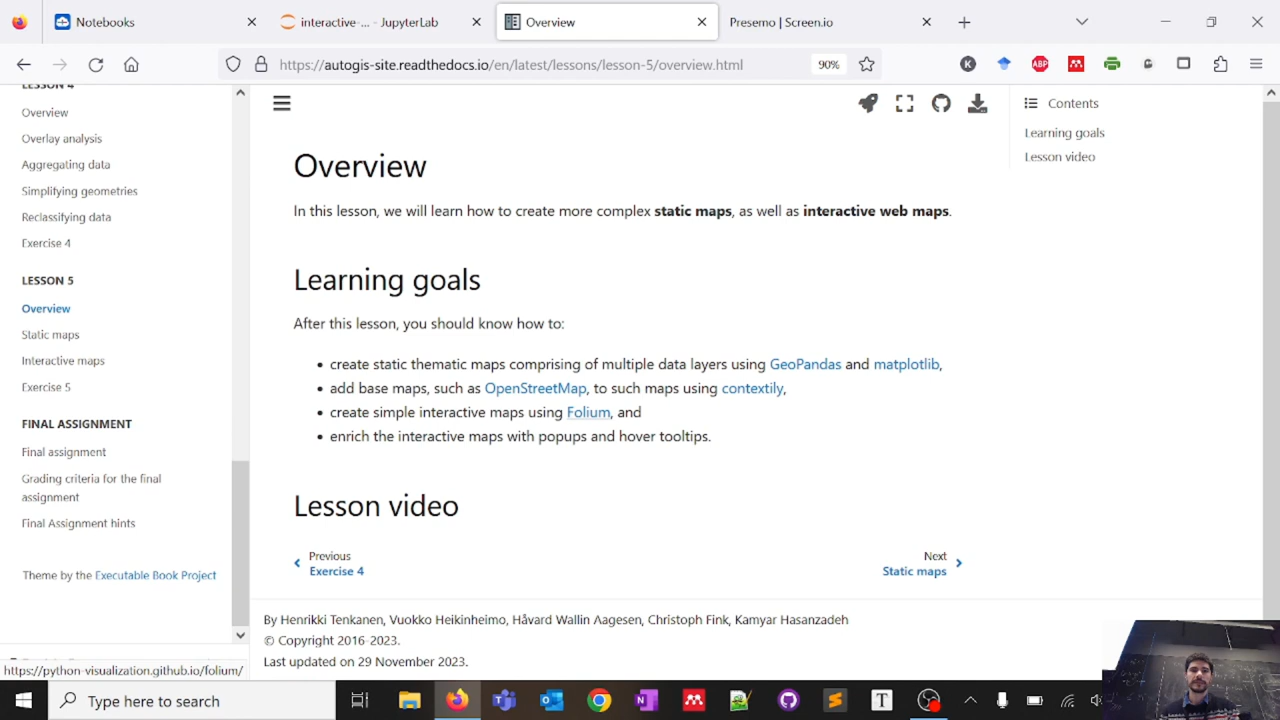 Notebooks
interactive-... - JupyterLab
Overview
Presemo | Screen.io
https://autogis-site.readthedocs.io/en/latest/lessons/lesson-5/overview.html
90%
K
ABP
LESSON 4
Overview
Overlay analysis
Aggregating data
Simplifying geometries
Reclassifying data
Exercise 4
LESSON 5
Overview
Static maps
Interactive maps
Exercise 5
FINAL ASSIGNMENT
Final assignment
Grading criteria for the final
assignment
Final Assignment hints
Theme by the Executable Book Project
Overview
In this lesson, we will learn how to create more complex static maps, as well as interactive web maps.
Learning goals
After this lesson, you should know how to:
• create static thematic maps comprising of multiple data layers using GeoPandas and matplotlib,
• add base maps, such as OpenStreetMap, to such maps using contextily,
• create simple interactive maps using Folium, and
• enrich the interactive maps with popups and hover tooltips.
Lesson video
Previous
Exercise 4
Next
Static maps
By Henrikki Tenkanen, Vuokko Heikinheimo, Håvard Wallin Aagesen, Christoph Fink, Kamyar Hasanzadeh
© Copyright 2016-2023.
Last updated on 29 November 2023.
Contents
Learning goals
Lesson video
https://python-visualization.github.io/folium/
Type here to search